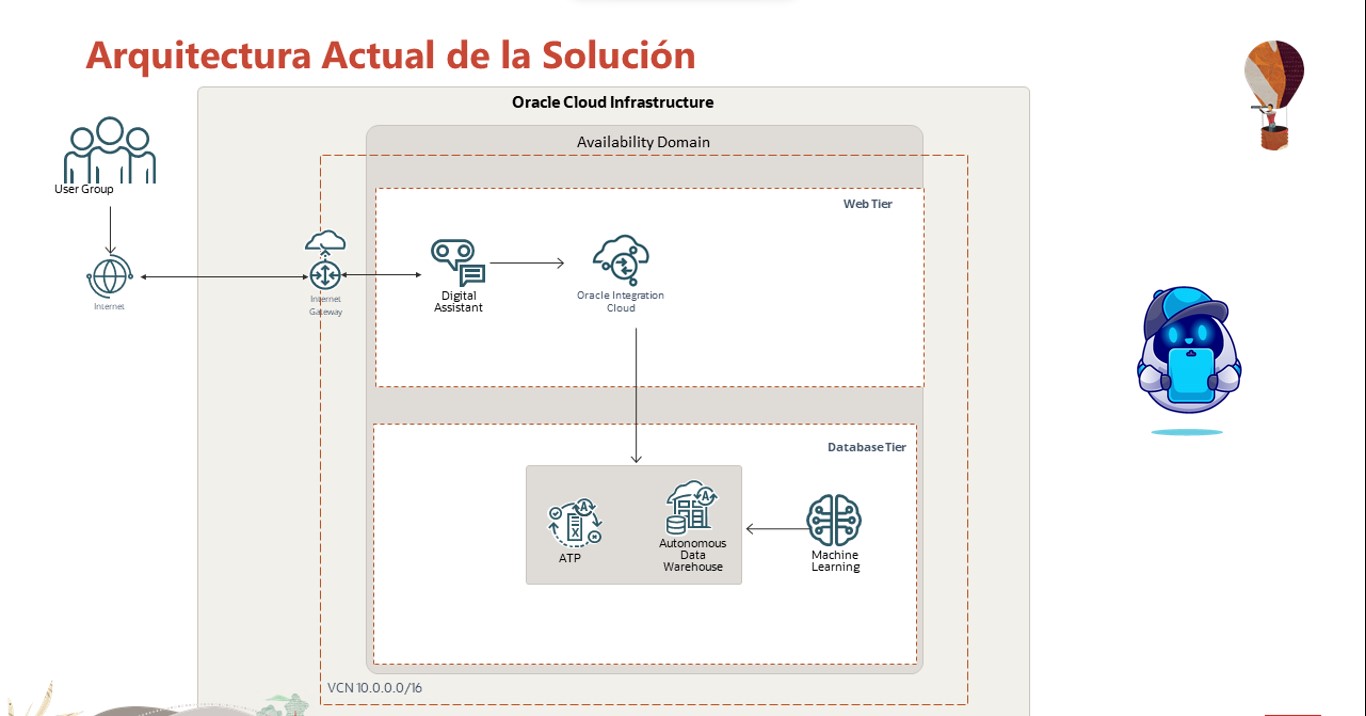 Arquitectura Actual de la Solución
Oracle Cloud Infrastructure
Availability Domain
User Group
Web Tier
Internet
Internet
Gateway
Digital
Assistant
Oracle Integration
Cloud
Database Tier
ATP
Autonomous
Data
Warehouse
Machine
Learning
VCN 10.0.0.0/16